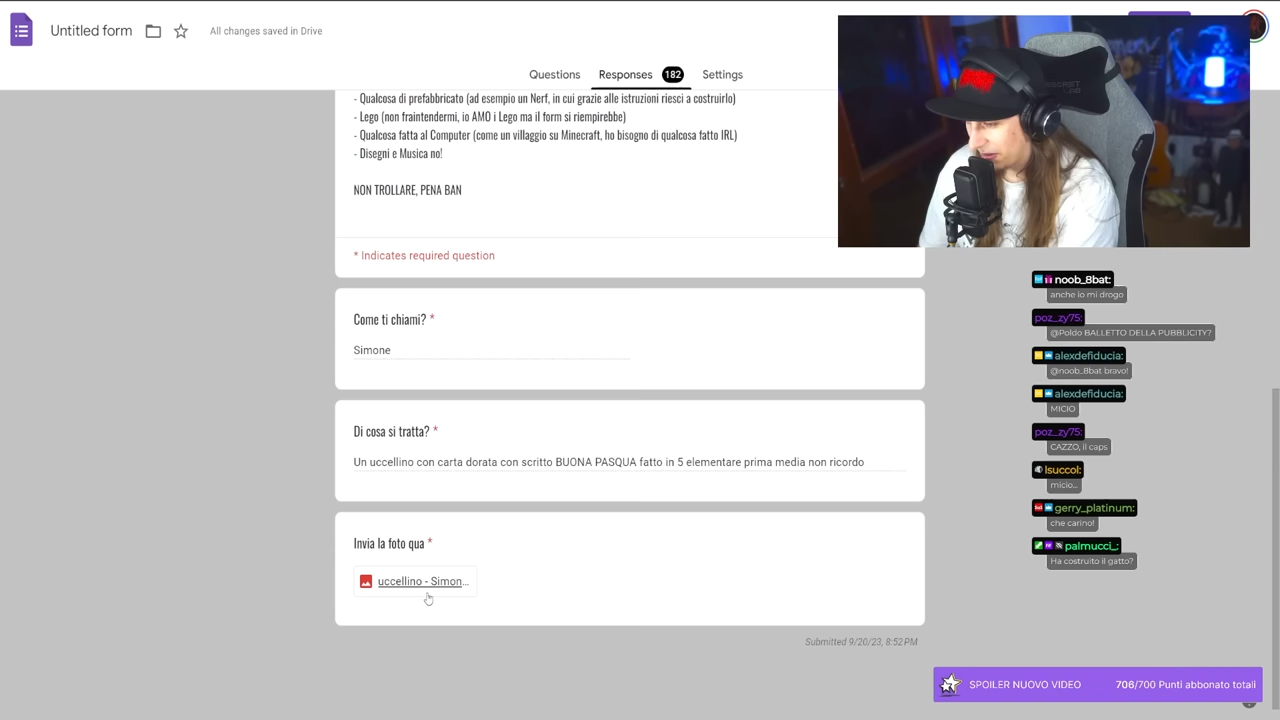 Untitled form
All changes saved in Drive
Questions
Responses 182
Settings
- Qualcosa di prefabbricato (ad esempio un Nerf, in cui grazie alle istruzioni riesci a costruirlo)
- Lego (non fraintendermi, io AMO i Lego ma il form si riempirebbe)
- Qualcosa fatta al Computer (come un villaggio su Minecraft, ho bisogno di qualcosa fatto IRL)
- Disegni e Musica no!
NON TROLLARE, PENA BAN
* Indicates required question
Come ti chiami? *
Simone
Di cosa si tratta? *
Un uccellino con carta dorata con scritto BUONA PASQUA fatto in 5 elementare prima media non ricordo
Invia la foto qua *
uccellino - Simon...
Submitted 9/20/23, 8:52 PM
noob_8bat:
anche io mi drogo
poz_zy75:
@Poldo BALLETTO DELLA PUBBLICITY?
alexdefiducia:
@noob_8bat bravo!
alexdefiducia:
MICIO
poz_zy75:
CAZZO, il caps
lsuccol:
micio...
gerry_platinum:
che carino!
palmucci_:
Ha costruito il gatto?
SPOILER NUOVO VIDEO
706/700 Punti abbonato totali